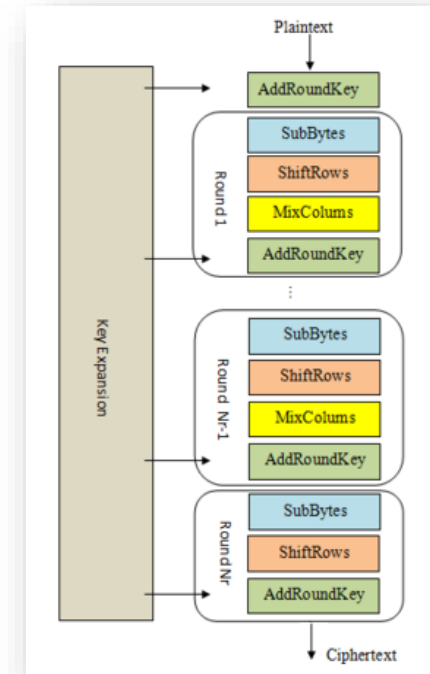 Plaintext
AddRoundKey
SubBytes
ShiftRows
MixColums
AddRoundKey
Round 1
...
Key Expansion
SubBytes
ShiftRows
MixColums
AddRoundKey
Round Nr-1
SubBytes
ShiftRows
AddRoundKey
Round Nr
Ciphertext